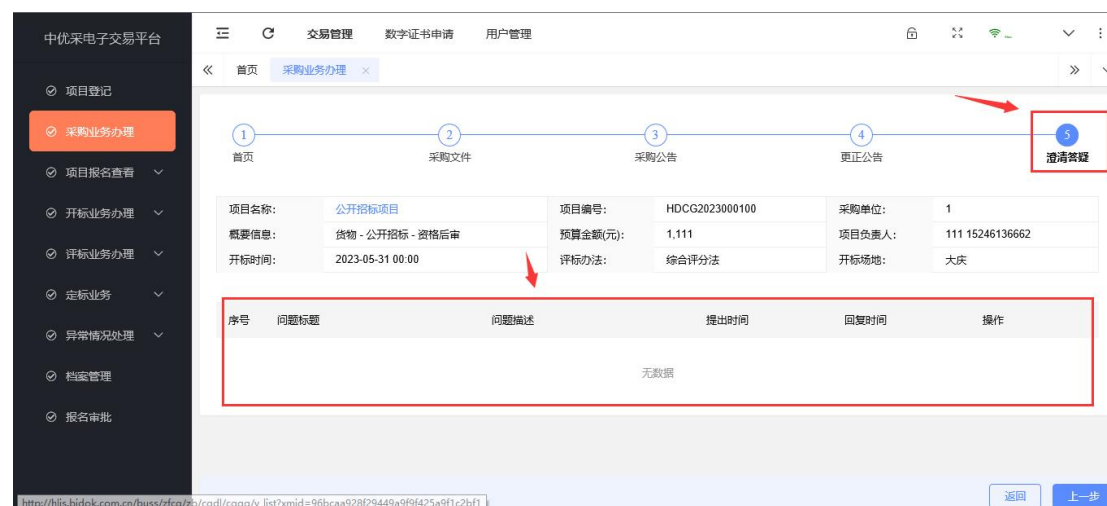 中优采电子交易平台
交易管理 数字证书申请 用户管理
首页 采购业务办理 ×
项目登记
采购业务办理
项目报名查看
开标业务办理
评标业务办理
定标业务
异常情况处理
档案管理
报名审批
1 2 3 4 5
首页 采购文件 采购公告 更正公告 澄清答疑
项目名称: 公开招标项目 项目编号: HDCG2023000100 采购单位: 1
概要信息: 货物 - 公开招标 - 资格后审 预算金额(元): 1,111 项目负责人: 111 15246136662
开标时间: 2023-05-31 00:00 评标办法: 综合评分法 开标场地: 大庆
序号 问题标题 问题描述 提出时间 回复时间 操作
无数据
返回 上一步